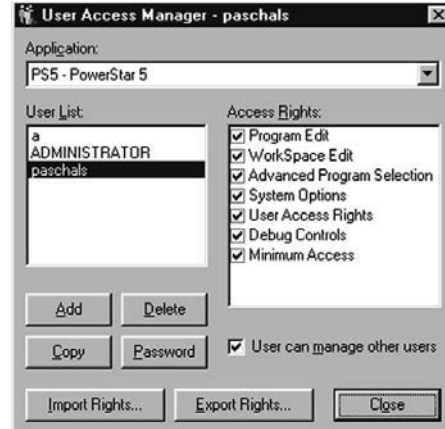 User Access Manager - paschals
Application:
PS5 - PowerStar 5
User List:
a
ADMINISTRATOR
paschals
Access Rights:
Program Edit
WorkSpace Edit
Advanced Program Selection
System Options
User Access Rights
Debug Controls
Minimum Access
Add
Delete
Copy
Password
User can manage other users
Import Rights...
Export Rights...
Close